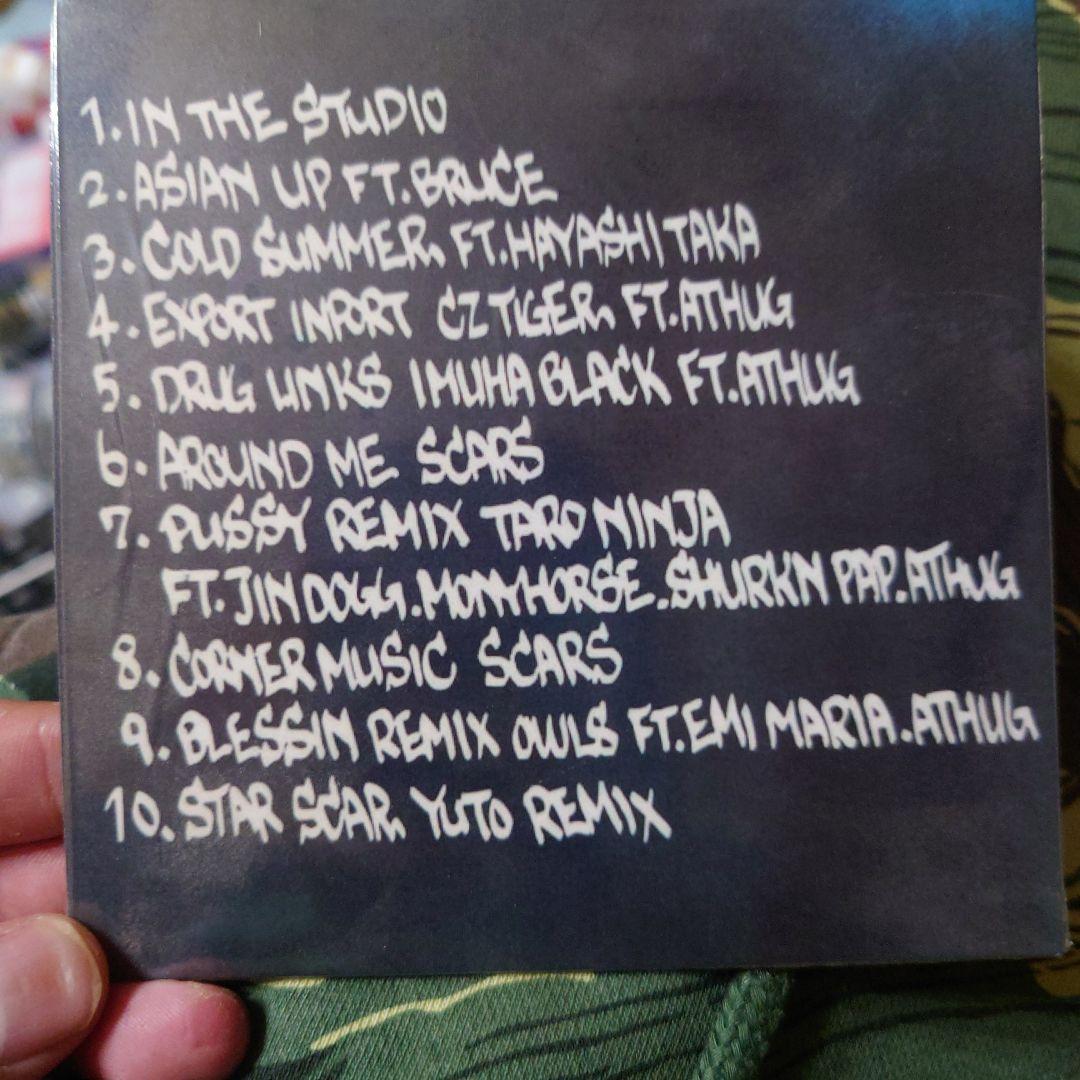 1. IN THE STUDIO
2. ASIAN UP FT. BRUCE
3. COLD SUMMER FT. HAYASHI TAKA
4. EXPORT INPORT CZ TIGER FT. ATHUG
5. DRUG LINKS IMUHA BLACK FT. ATHUG
6. AROUND ME SCARS
7. PUSSY REMIX TARO NINJA
FT. JIN DOGG. MONYHORSE. SHURKN PAP. ATHUG
8. CORNER MUSIC SCARS
9. BLESSIN REMIX OWLS FT. EMI MARIA. ATHUG
10. STAR SCAR YUTO REMIX